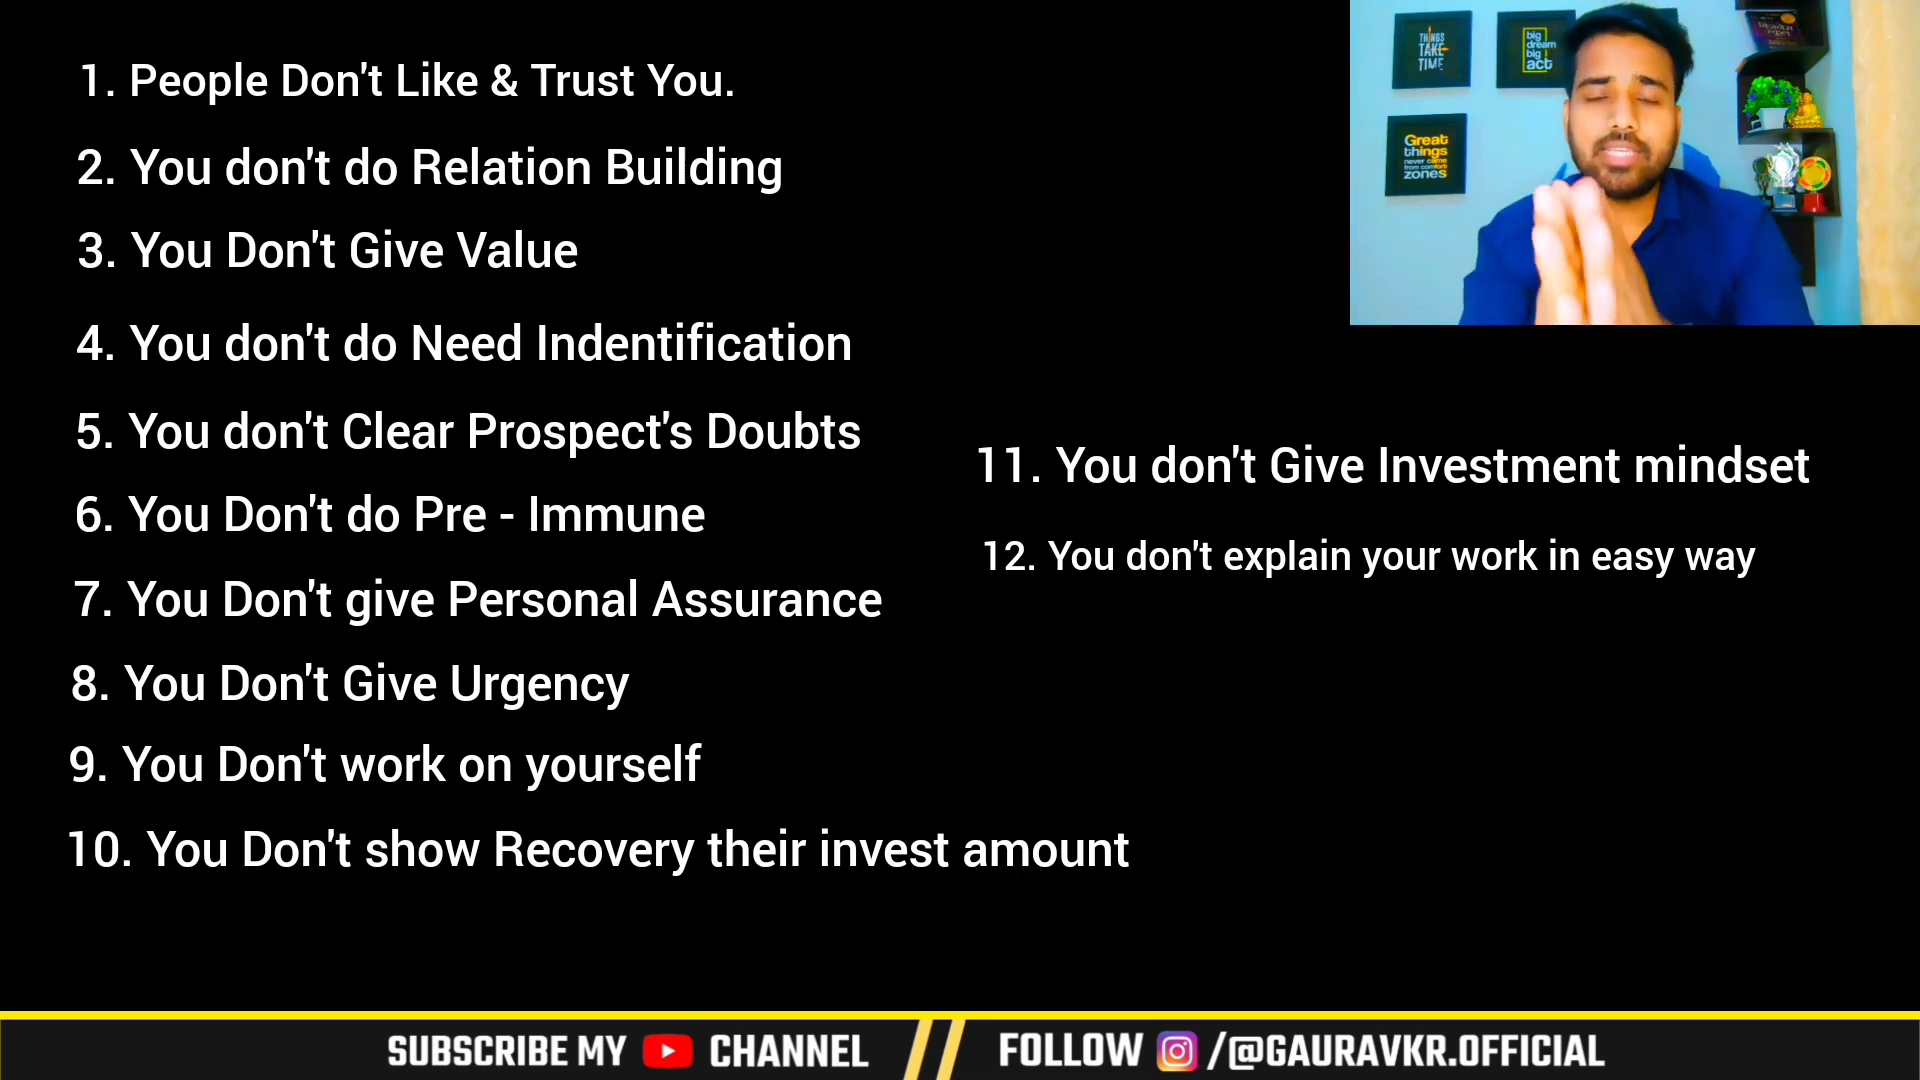 1. People Don't Like & Trust You.
2. You don't do Relation Building
3. You Don't Give Value
4. You don't do Need Indentification
5. You don't Clear Prospect's Doubts
6. You Don't do Pre - Immune
7. You Don't give Personal Assurance
8. You Don't Give Urgency
9. You Don't work on yourself
10. You Don't show Recovery their invest amount
11. You don't Give Investment mindset
12. You don't explain your work in easy way
THINGS
TAKE
TIME
big
dream
big
act
Great
things
never came
from comfort
zones
SUBSCRIBE MY CHANNEL
FOLLOW /@GAURAVKR.OFFICIAL